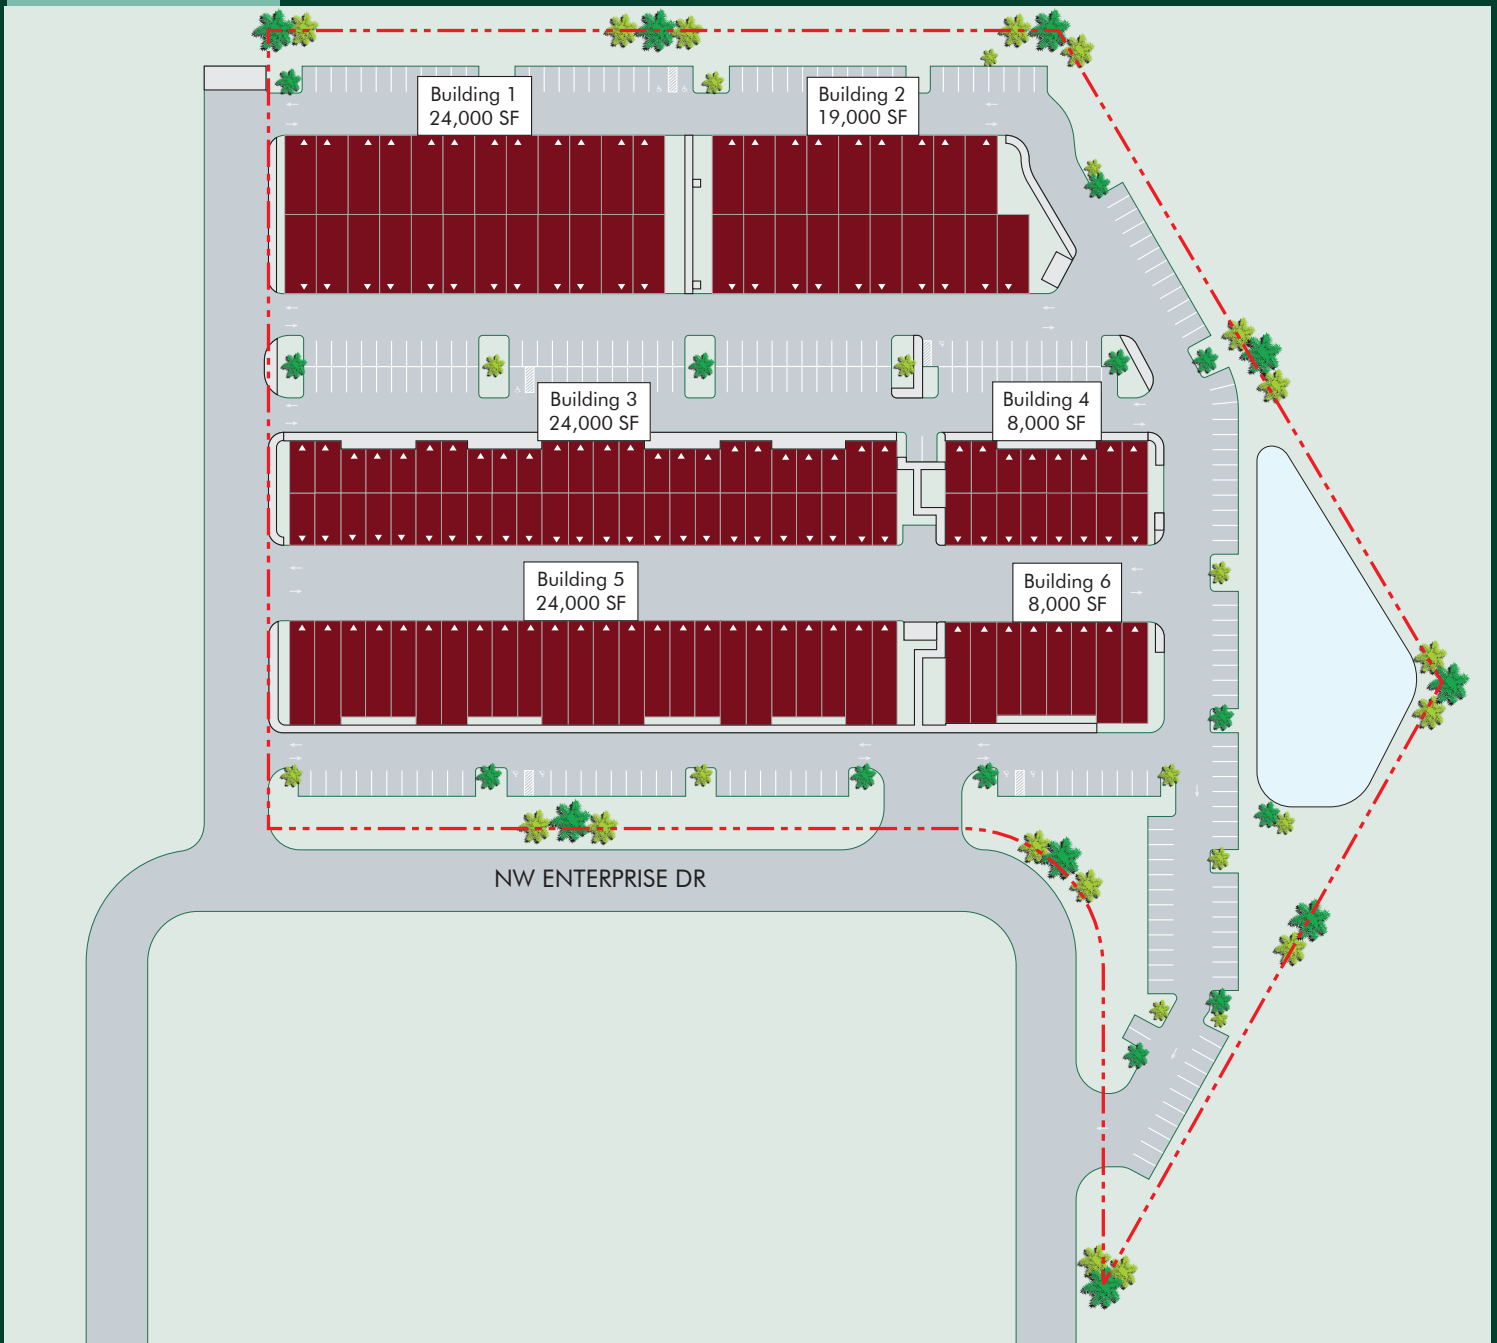 Building 1
24,000 SF
Building 2
19,000 SF
Building 3
24,000 SF
Building 4
8,000 SF
Building 5
24,000 SF
Building 6
8,000 SF
NW ENTERPRISE DR